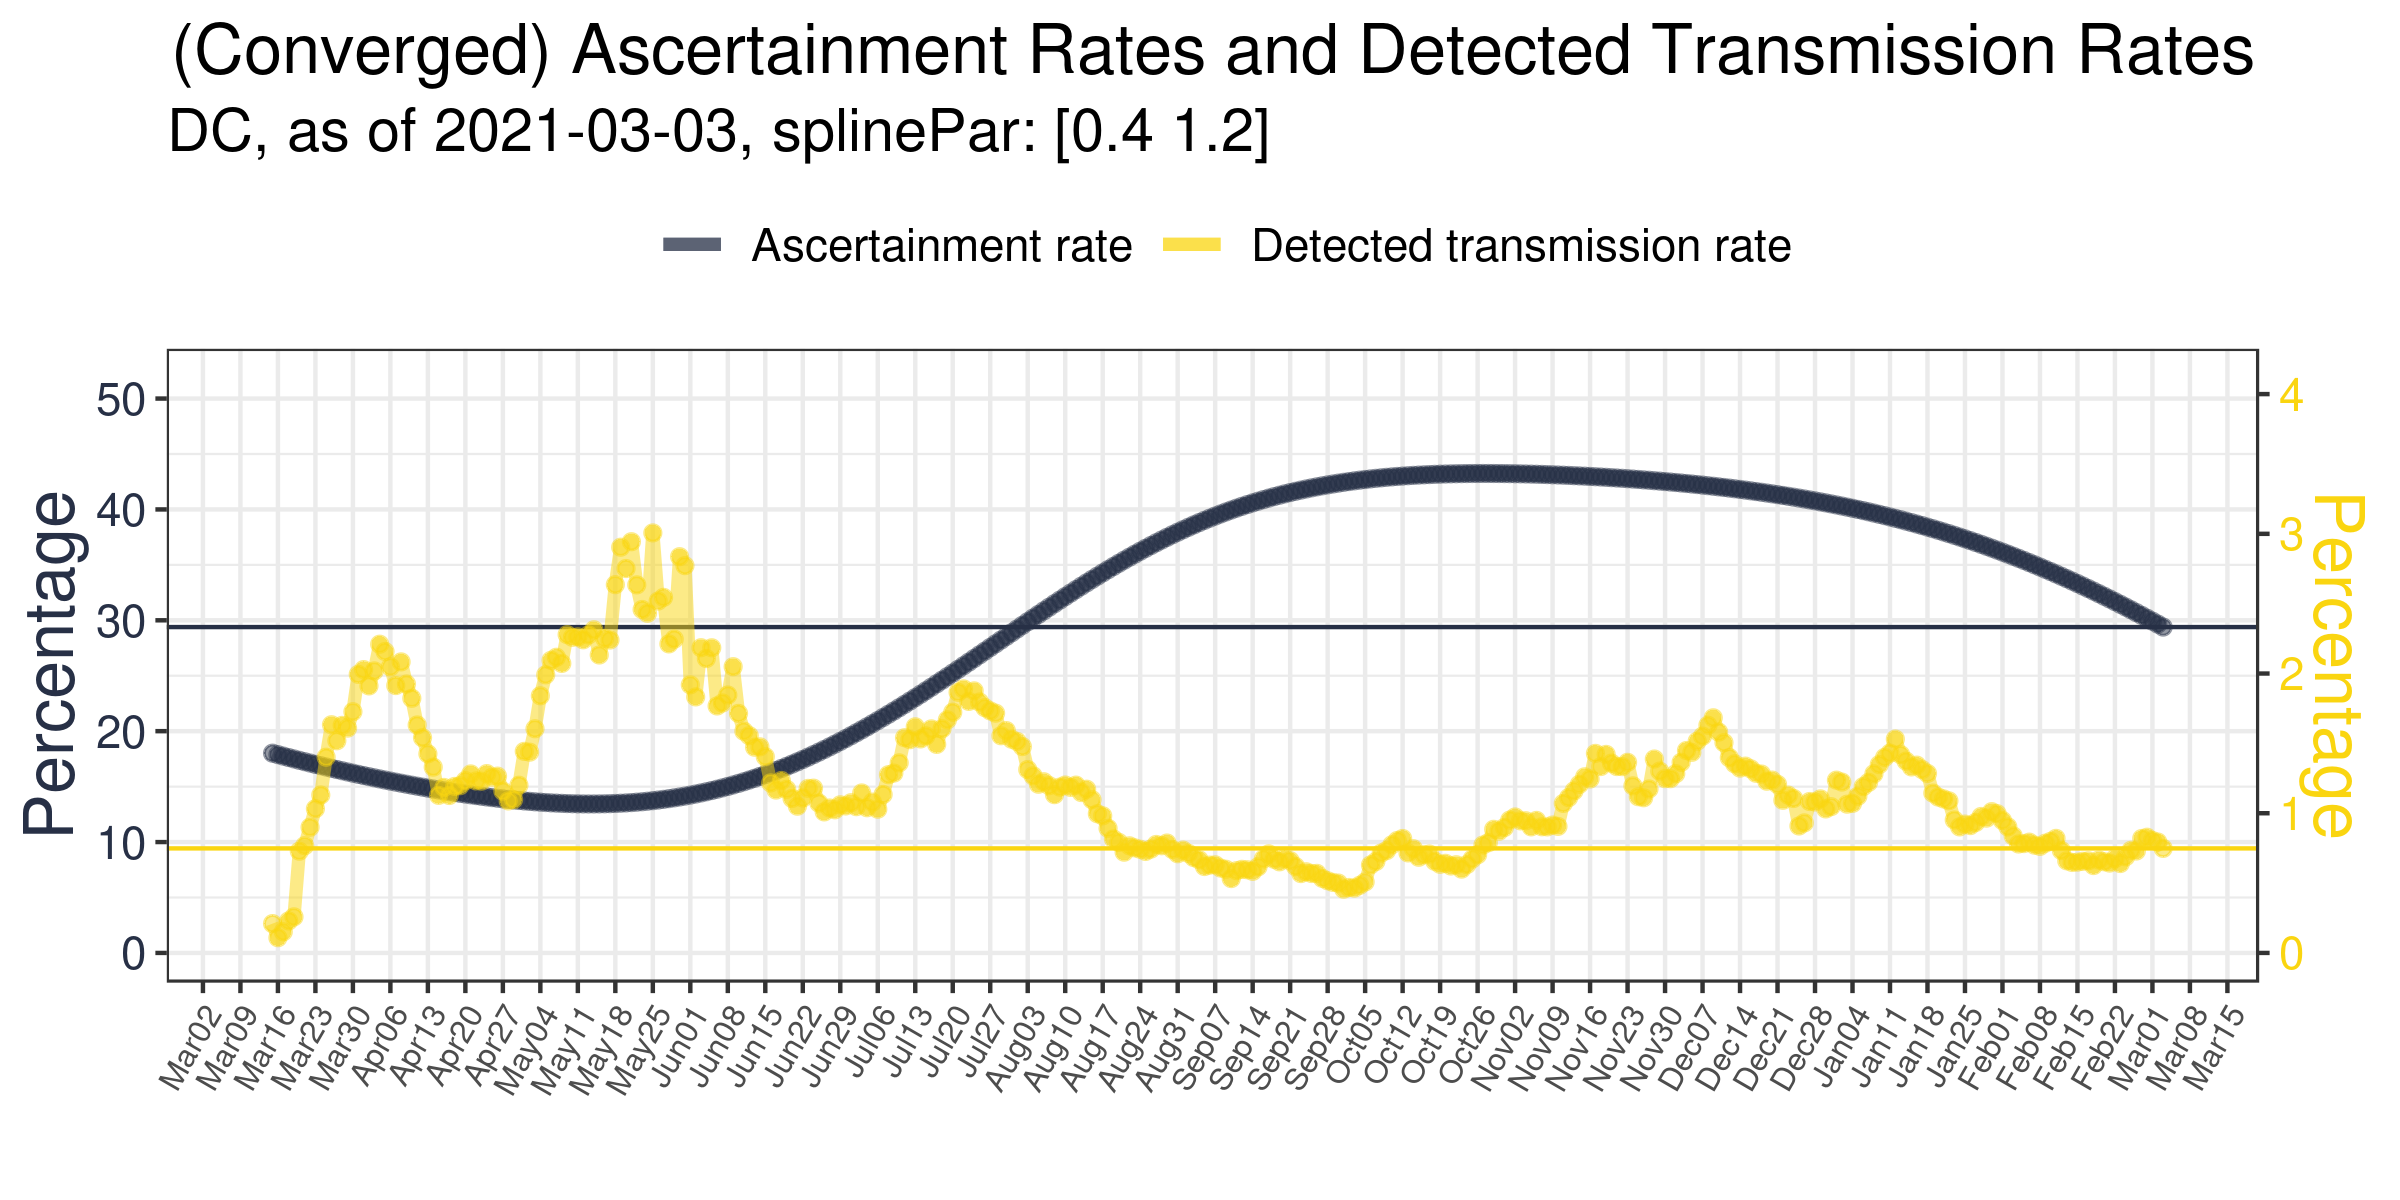 (Converged) Ascertainment Rates and Detected Transmission Rates
DC, as of 2021-03-03, splinePar: [0.4 1.2]
Ascertainment rate
Detected transmission rate
Percentage
50
40
30
20
10
0
4
3
2
1
0
Percentage
Mar02
Mar09
Mar16
Mar23
Mar30
Apr06
Apr13
Apr20
Apr27
May04
May11
May18
May25
Jun01
Jun08
Jun15
Jun22
Jun29
Jul06
Jul13
Jul20
Jul27
Aug03
Aug10
Aug17
Aug24
Aug31
Sep07
Sep14
Sep21
Sep28
Oct05
Oct12
Oct19
Oct26
Nov02
Nov09
Nov16
Nov23
Nov30
Dec07
Dec14
Dec21
Dec28
Jan04
Jan11
Jan18
Jan25
Feb01
Feb08
Feb15
Feb22
Mar01
Mar08
Mar15